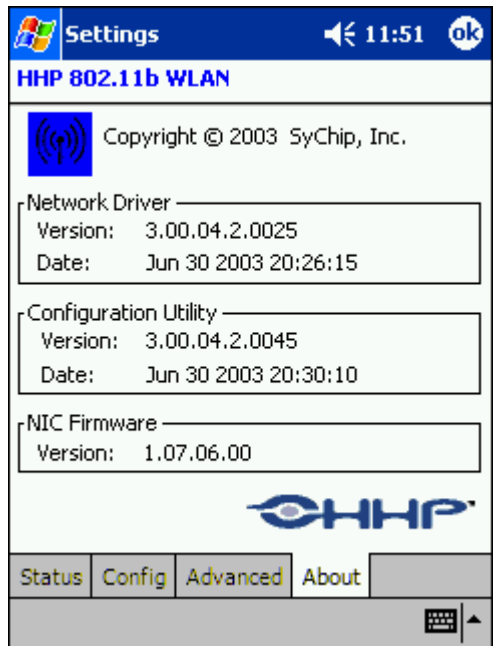 Settings 11:51 ok
HHP 802.11b WLAN
Copyright © 2003 SyChip, Inc.
Network Driver
Version: 3.00.04.2.0025
Date: Jun 30 2003 20:26:15
Configuration Utility
Version: 3.00.04.2.0045
Date: Jun 30 2003 20:30:10
NIC Firmware
Version: 1.07.06.00
HHP
Status Config Advanced About